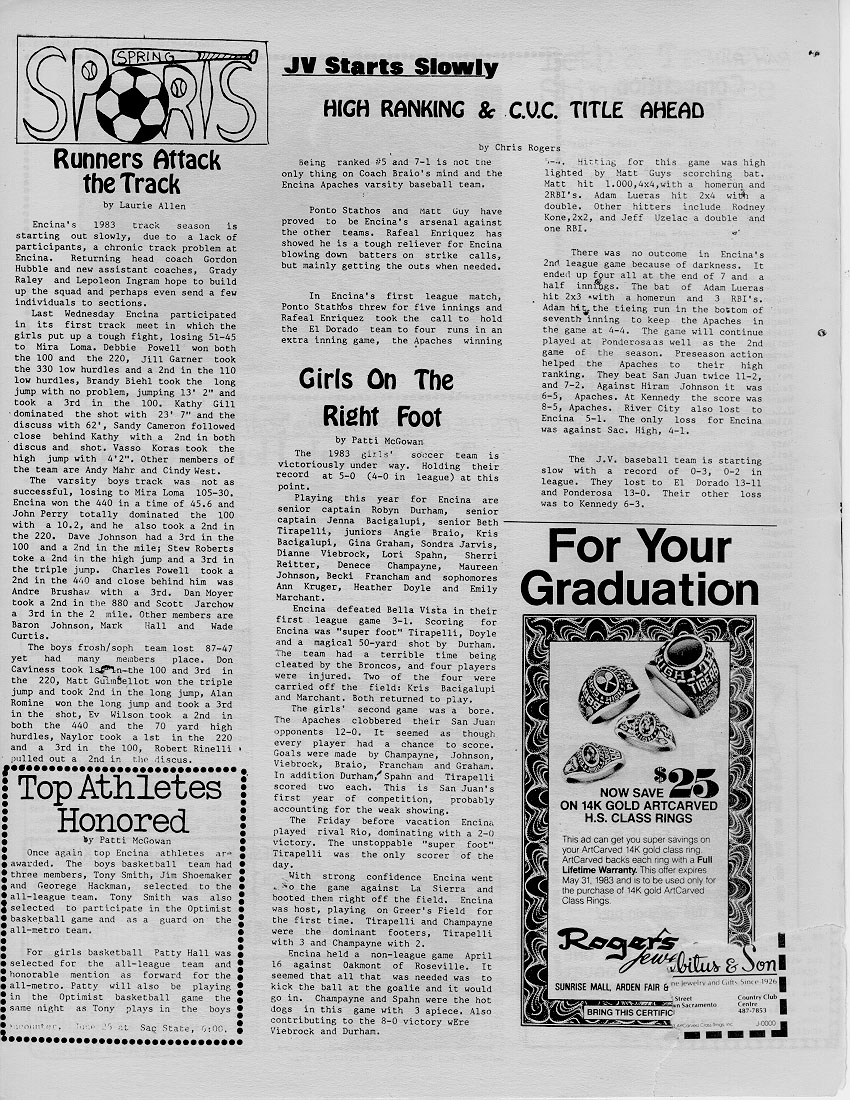 SPORTS
SPRING
Runners Attack
the Track
by Laurie Allen
Encina's 1983 track season is
starting out slowly, due to a lack of
participants, a chronic track problem at
Encina. Returning head coach Gordon
Hubble and new assistant coaches, Grady
Raley and Lepoleon Ingram hope to build
up the squad and perhaps even send a few
individuals to sections.
Last Wednesday Encina participated
in its first track meet in which the
girls put up a tough fight, losing 51-45
to Mira Loma. Debbie Powell won both
the 100 and the 220, Jill Garner took
the 330 low hurdles and a 2nd in the 110
low hurdles, Brandy Biehl took the long
jump with no problem, jumping 13' 2" and
took a 3rd in the 100. Kathy Gill
dominated the shot with 23' 7" and the
discuss with 62', Sandy Cameron followed
close behind Kathy with a 2nd in both
discus and shot. Vasso Koras took the
high jump with 4'2". Other members of
the team are Andy Mahr and Cindy West.
The varsity boys track was not as
successful, losing to Mira Loma 105-30.
Encina won the 440 in a time of 45.6 and
John Perry totally dominated the 100
with a 10.2, and he also took a 2nd in
the 220. Dave Johnson had a 3rd in the
100 and a 2nd in the mile; Stew Roberts
toke a 2nd in the high jump and a 3rd in
the triple jump. Charles Powell took a
2nd in the 440 and close behind him was
Andre Brushaw with a 3rd. Dan Moyer
took a 2nd in the 880 and Scott Jarchow
a 3rd in the 2 mile. Other members are
Baron Johnson, Mark Hall and Wade
Curtis.
The boys frosh/soph team lost 87-47
yet had many members place. Don
Caviness took 1st in the 100 and 3rd in
the 220, Matt Guimbellot won the triple
jump and took 2nd in the long jump, Alan
Romine won the long jump and took a 3rd
in the shot, Ev Wilson took a 2nd in
both the 440 and the 70 yard high
hurdles, Naylor took a 1st in the 220
and a 3rd in the 100, Robert Rinelli
pulled out a 2nd in the discus.
Top Athletes
Honored
by Patti McGowan
Once again top Encina athletes are
awarded. The boys basketball team had
three members, Tony Smith, Jim Shoemaker
and Georege Hackman, selected to the
all-league team. Tony Smith was also
selected to participate in the Optimist
basketball game and as a guard on the
all-metro team.
For girls basketball Patty Hall was
selected for the all-league team and
honorable mention as forward for the
all-metro. Patty will also be playing
in the Optimist basketball game the
same night as Tony plays in the boys
encounter, June 25 at Sac State, 6:00.
JV Starts Slowly
HIGH RANKING & C.V.C. TITLE AHEAD
by Chris Rogers
Being ranked #5 and 7-1 is not the
only thing on Coach Braio's mind and the
Encina Apaches varsity baseball team.
Ponto Stathos and Matt Guy have
proved to be Encina's arsenal against
the other teams. Rafeal Enriquez has
showed he is a tough reliever for Encina
blowing down batters on strike calls,
but mainly getting the outs when needed.
In Encina's first league match,
Ponto Stathos threw for five innings and
Rafeal Enriquez took the call to hold
the El Dorado team to four runs in an
extra inning game, the Apaches winning
5-4. Hitting for this game was high
lighted by Matt Guys scorching bat.
Matt hit 1.000,4x4,with a homerun and
2RBI's. Adam Lueras hit 2x4 with a
double. Other hitters include Rodney
Kone,2x2, and Jeff Uzelac a double and
one RBI.
There was no outcome in Encina's
2nd league game because of darkness. It
ended up four all at the end of 7 and a
half innings. The bat of Adam Lueras
hit 2x3 with a homerun and 3 RBI's.
Adam hit the tieing run in the bottom of
seventh inning to keep the Apaches in
the game at 4-4. The game will continue
played at Ponderosa as well as the 2nd
game of the season. Preseason action
helped the Apaches to their high
ranking. They beat San Juan twice 11-2,
and 7-2. Against Hiram Johnson it was
6-5, Apaches. At Kennedy the score was
8-5, Apaches. River City also lost to
Encina 5-1. The only loss for Encina
was against Sac. High, 4-1.
The J.V. baseball team is starting
slow with a record of 0-3, 0-2 in
league. They lost to El Dorado 13-11
and Ponderosa 13-0. Their other loss
was to Kennedy 6-3.
Girls On The
Right Foot
by Patti McGowan
The 1983 girls' soccer team is
victoriously under way. Holding their
record at 5-0 (4-0 in league) at this
point.
Playing this year for Encina are
senior captain Robyn Durham, senior
captain Jenna Bacigalupi, senior Beth
Tirapelli, juniors Angie Braio, Kris
Bacigalupi, Gina Graham, Sondra Jarvis,
Dianne Viebrock, Lori Spahn, Sherri
Reitter, Denece Champayne, Maureen
Johnson, Becki Francham and sophomores
Ann Kruger, Heather Doyle and Emily
Marchant.
Encina defeated Bella Vista in their
first league game 3-1. Scoring for
Encina was "super foot" Tirapelli, Doyle
and a magical 50-yard shot by Durham.
The team had a terrible time being
cleated by the Broncos, and four players
were injured. Two of the four were
carried off the field: Kris Bacigalupi
and Marchant. Both returned to play.
The girls' second game was a bore.
The Apaches clobbered their San Juan
opponents 12-0. It seemed as though
every player had a chance to score.
Goals were made by Champayne, Johnson,
Viebrock, Braio, Francham and Graham.
In addition Durham, Spahn and Tirapelli
scored two each. This is San Juan's
first year of competition, probably
accounting for the weak showing.
The Friday before vacation Encina
played rival Rio, dominating with a 2-0
victory. The unstoppable "super foot"
Tirapelli was the only scorer of the
day.
With strong confidence Encina went
to the game against La Sierra and
booted them right off the field. Encina
was host, playing on Greer's Field for
the first time. Tirapelli and Champayne
were the dominant footers, Tirapelli
with 3 and Champayne with 2.
Encina held a non-league game April
16 against Oakmont of Roseville. It
seemed that all that was needed was to
kick the ball at the goalie and it would
go in. Champayne and Spahn were the hot
dogs in this game with 3 apiece. Also
contributing to the 8-0 victory wEre
Viebrock and Durham.
For Your
Graduation
NOW SAVE $25
ON 14K GOLD ARTCARVED
H.S. CLASS RINGS
This ad can get you super savings on
your ArtCarved 14K gold class ring.
ArtCarved backs each ring with a Full
Lifetime Warranty. This offer expires
May 31, 1983 and is to be used only for
the purchase of 14K gold ArtCarved
Class Rings.
Rogers
Jew
bitus & Son
ne Jewelry and Gifts Since 1926
SUNRISE MALL, ARDEN FAIR &
Street
n Sacramento
Country Club
Centre
487-7853
BRING THIS CERTIFIC
ArtCarved Class Rings, Inc.
J-0000